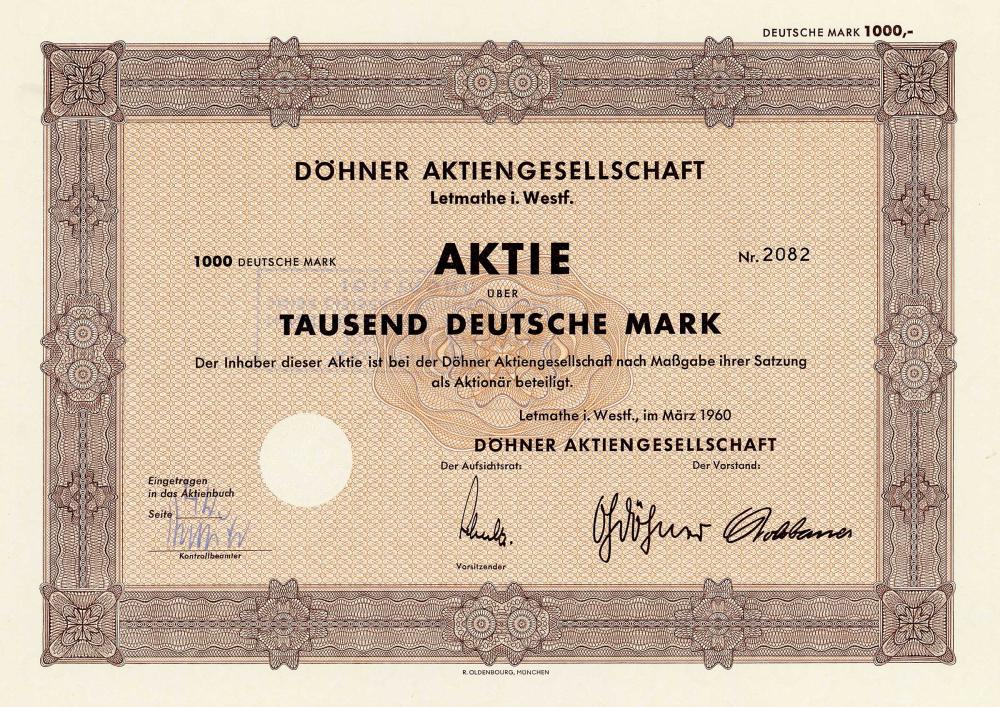 DEUTSCHE MARK 1000,-
DÖHNER AKTIENGESELLSCHAFT
Letmathe i. Westf.
1000 DEUTSCHE MARK
AKTIE
Nr. 2082
ÜBER
TAUSEND DEUTSCHE MARK
Der Inhaber dieser Aktie ist bei der Döhner Aktiengesellschaft nach Maßgabe ihrer Satzung
als Aktionär beteiligt.
Letmathe i. Westf., im März 1960
DÖHNER AKTIENGESELLSCHAFT
Der Aufsichtsrat:
Der Vorstand:
Eingetragen
in das Aktienbuch
Seite
Kontrollbeamter
Vorsitzender
R. OLDENBOURG, MÜNCHEN